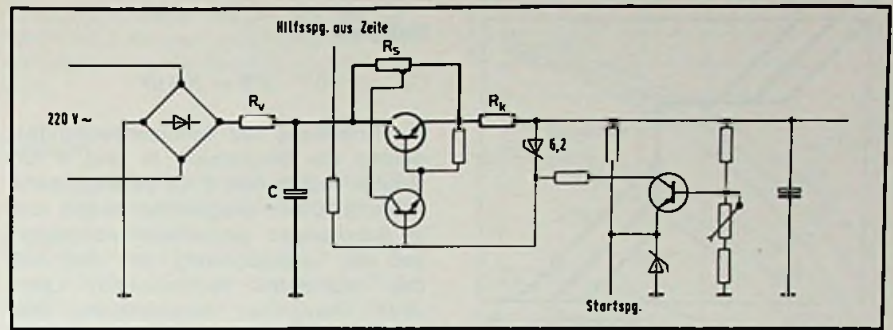 Hilfsspg. aus Zeile
R_S
220 V ~
R_V
R_k
6,2
C
Startspg.